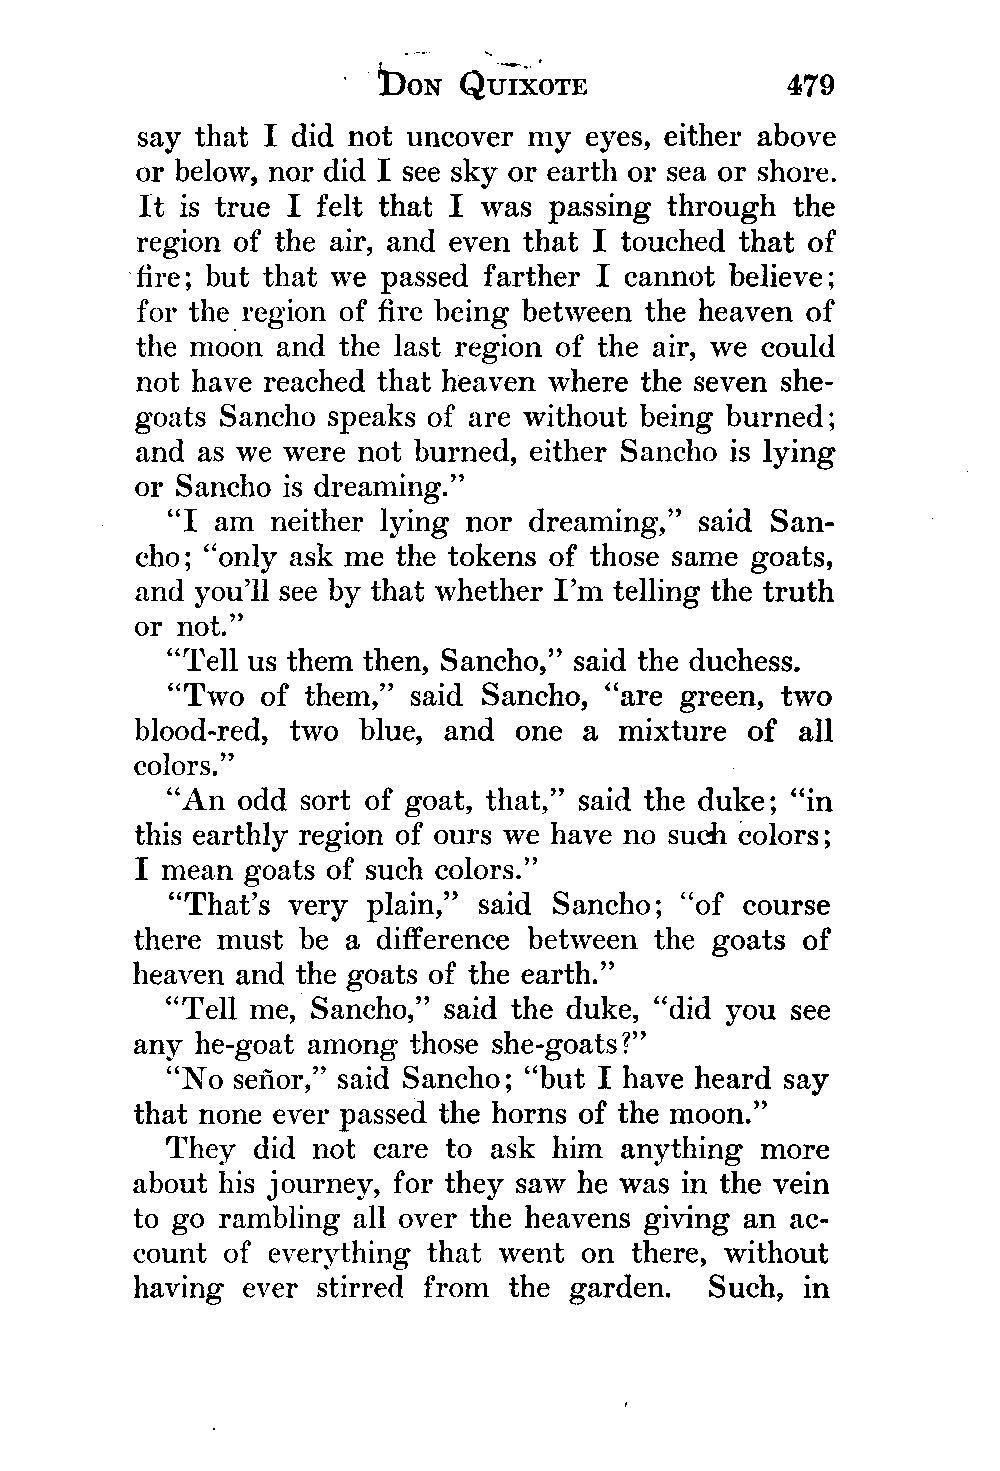 DON QUIXOTE 479
say that I did not uncover my eyes, either above
or below, nor did I see sky or earth or sea or shore.
It is true I felt that I was passing through the
region of the air, and even that I touched that of
fire; but that we passed farther I cannot believe;
for the region of fire being between the heaven of
the moon and the last region of the air, we could
not have reached that heaven where the seven she-
goats Sancho speaks of are without being burned;
and as we were not burned, either Sancho is lying
or Sancho is dreaming.”
“I am neither lying nor dreaming,” said San-
cho; “only ask me the tokens of those same goats,
and you’ll see by that whether I’m telling the truth
or not.”
“Tell us them then, Sancho,” said the duchess.
“Two of them,” said Sancho, “are green, two
blood-red, two blue, and one a mixture of all
colors.”
“An odd sort of goat, that,” said the duke; “in
this earthly region of ours we have no such colors;
I mean goats of such colors.”
“That’s very plain,” said Sancho; “of course
there must be a difference between the goats of
heaven and the goats of the earth.”
“Tell me, Sancho,” said the duke, “did you see
any he-goat among those she-goats?”
“No señor,” said Sancho; “but I have heard say
that none ever passed the horns of the moon.”
They did not care to ask him anything more
about his journey, for they saw he was in the vein
to go rambling all over the heavens giving an ac-
count of everything that went on there, without
having ever stirred from the garden. Such, in